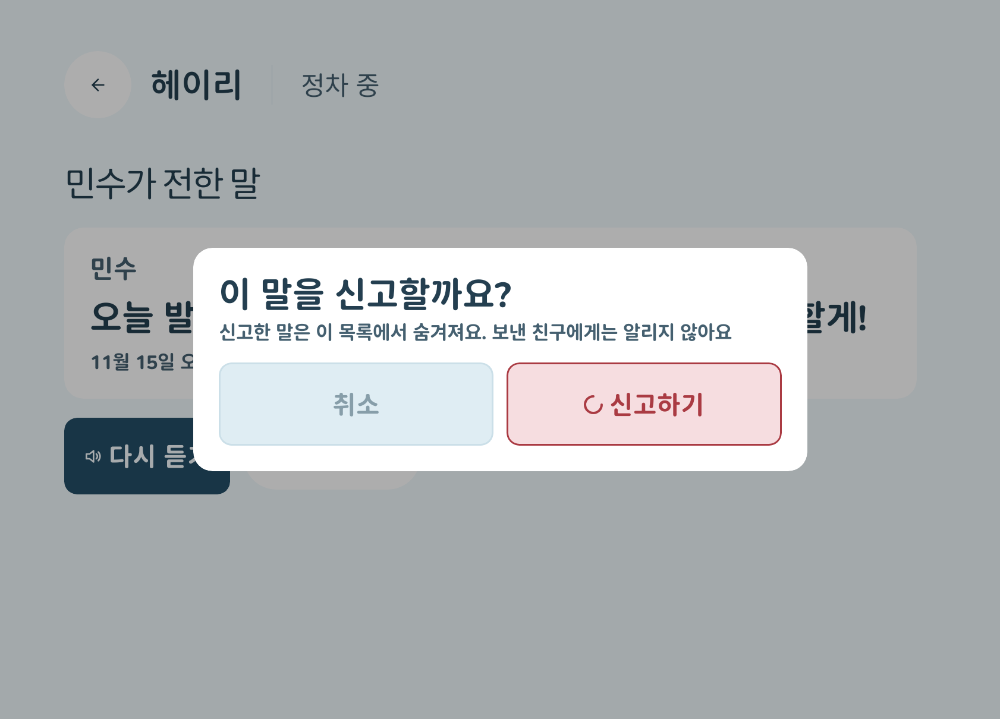 헤이리
정차 중
민수가 전한 말
민수
오늘
할게!
11월 15일
이 말을 신고할까요?
신고한 말은 이 목록에서 숨겨져요. 보낸 친구에게는 알리지 않아요
취소
신고하기
다시